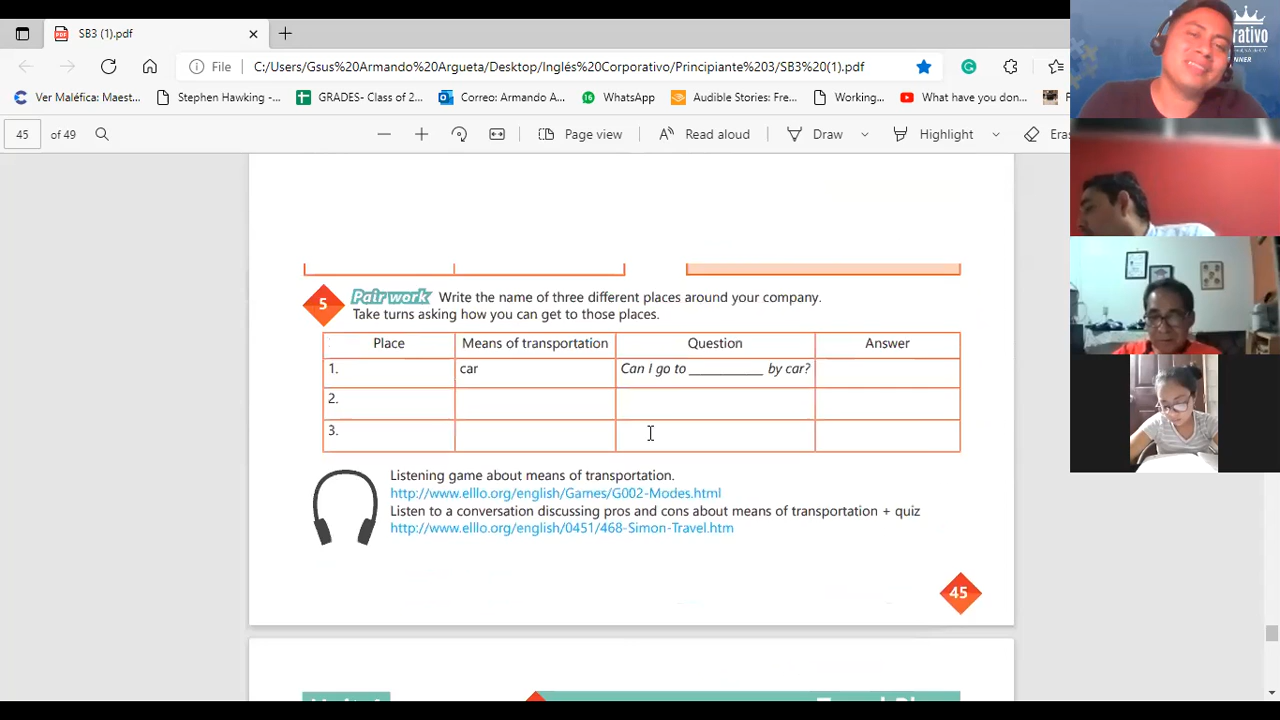 SB3 (1).pdf
File C:/Users/Gsus%20Armando%20Argueta/Desktop/Inglés%20Corporativo/Principiante%203/SB3%20(1).pdf
Ver Maléfica: Maest... Stephen Hawking -... GRADES- Class of 2... Correo: Armando A... WhatsApp Audible Stories: Fre... Working... What have you don...
45 of 49 Page view Read aloud Draw Highlight
5 Pair work Write the name of three different places around your company.
Take turns asking how you can get to those places.
Place Means of transportation Question Answer
1. car Can I go to ___________ by car?
2.
3.
Listening game about means of transportation.
http://www.elllo.org/english/Games/G002-Modes.html
Listen to a conversation discussing pros and cons about means of transportation + quiz
http://www.elllo.org/english/0451/468-Simon-Travel.htm
45